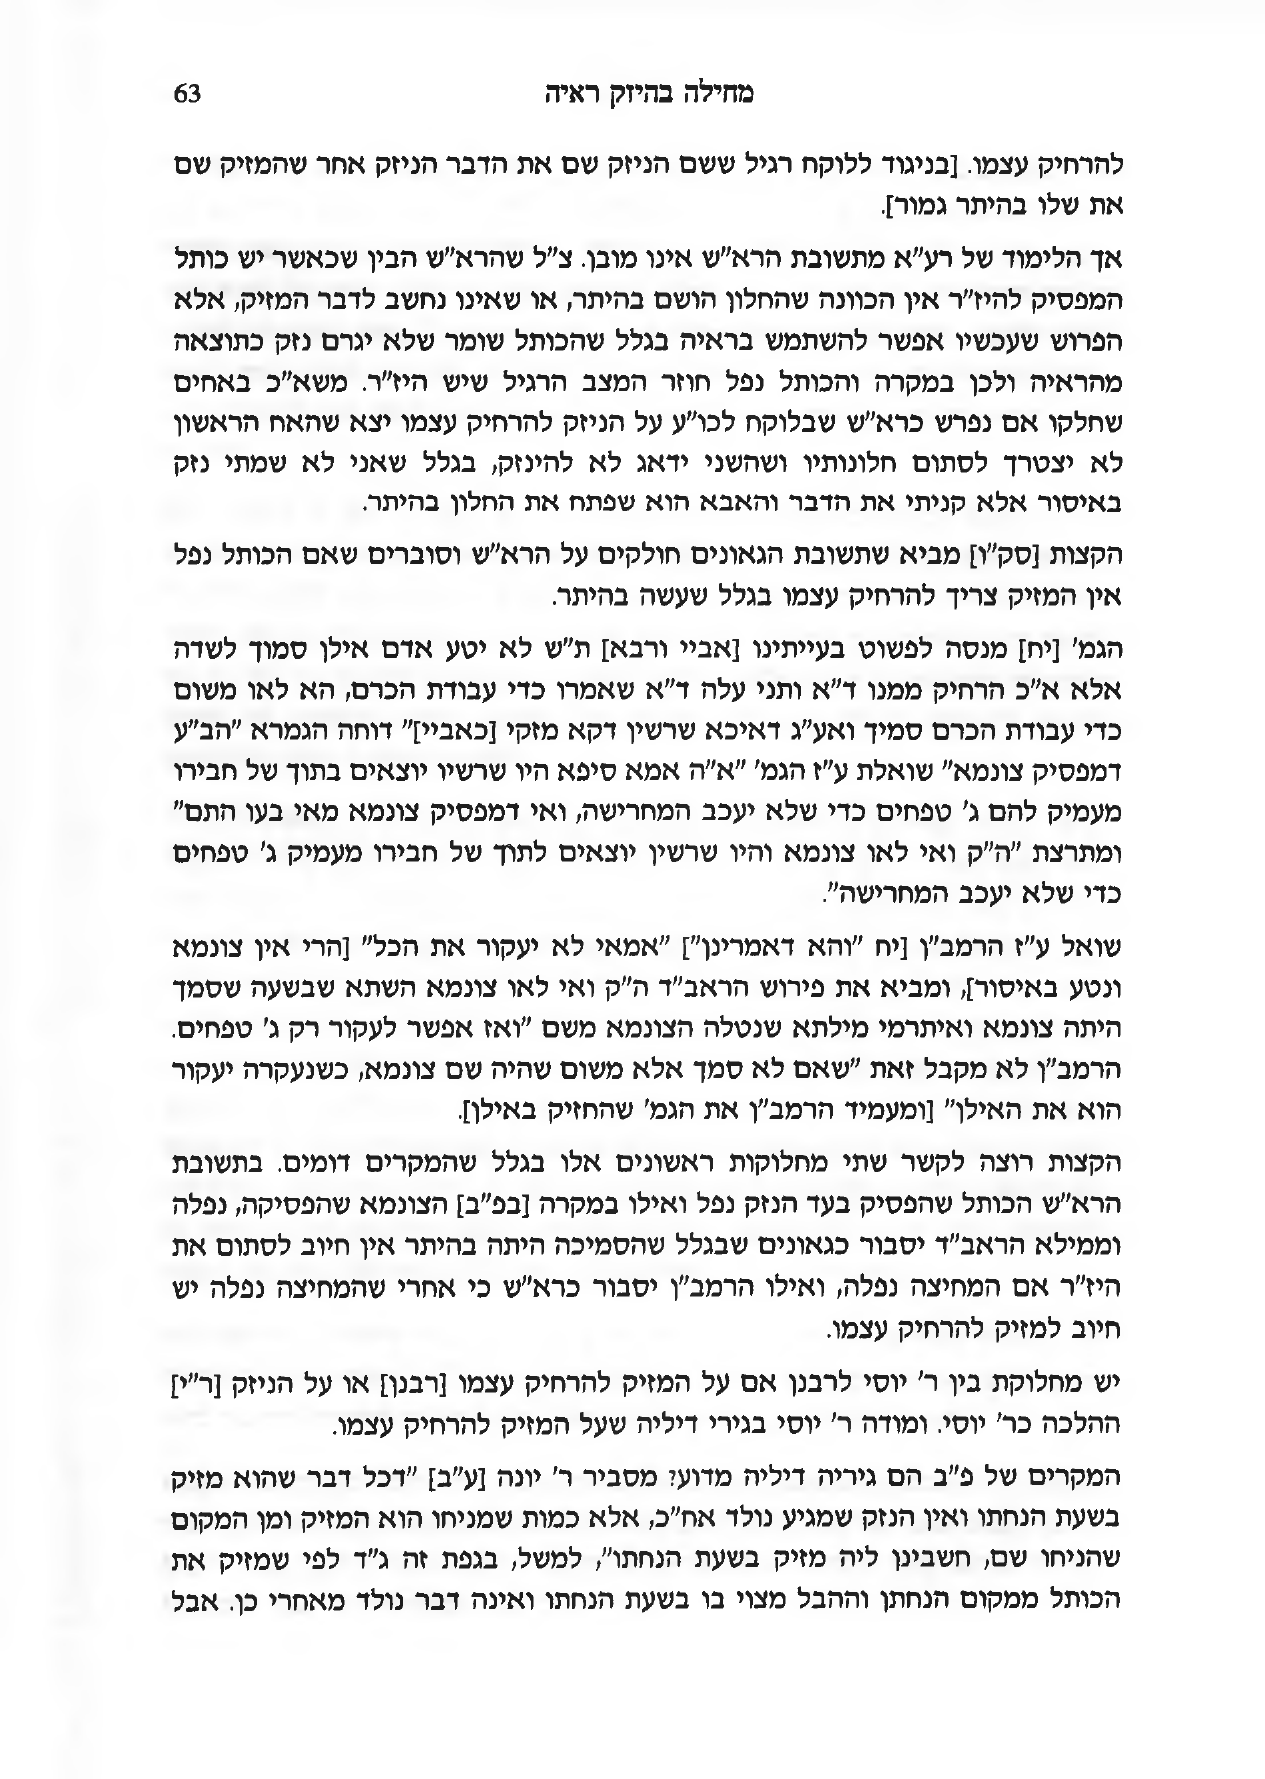 מחילה בהיזק ראיה 63
להרחיק עצמו. [בניגוד ללוקח רגיל ששם הניזק שם את הדבר הניזק אחר שהמזיק שם
את שלו בהיתר גמור].
אך הלימוד של רע"א מתשובת הרא"ש אינו מובן. צ"ל שהרא"ש הבין שכאשר יש כותל
המפסיק להיז"ר אין הכוונה שהחלון הושם בהיתר, או שאינו נחשב לדבר המזיק, אלא
הפרוש שעכשיו אפשר להשתמש בראיה בגלל שהכותל שומר שלא יגרם נזק כתוצאה
מהראיה ולכן במקרה והכותל נפל חוזר המצב הרגיל שיש היז"ר. משא"כ באחים
שחלקו אם נפרש כרא"ש שבלוקח לכו"ע על הניזק להרחיק עצמו יצא שהאח הראשון
לא יצטרך לסתום חלונותיו ושהשני ידאג לא להינזק, בגלל שאני לא שמתי נזק
באיסור אלא קניתי את הדבר והאבא הוא שפתח את החלון בהיתר.
הקצות [סק"ו] מביא שתשובת הגאונים חולקים על הרא"ש וסוברים שאם הכותל נפל
אין המזיק צריך להרחיק עצמו בגלל שעשה בהיתר.
הגמ' [יח] מנסה לפשוט בעייתינו [אביי ורבא] ת"ש לא יטע אדם אילן סמוך לשדה
אלא א"כ הרחיק ממנו ד"א ותני עלה ד"א שאמרו כדי עבודת הכרם, הא לאו משום
כדי עבודת הכרם סמיך ואע"ג דאיכא שרשין דקא מזקי [כאביי]" דוחה הגמרא "הב"ע
דמפסיק צונמא" שואלת ע"ז הגמ' "א"ה אמא סיפא היו שרשיו יוצאים בתוך של חבירו
מעמיק להם ג' טפחים כדי שלא יעכב המחרישה, ואי דמפסיק צונמא מאי בעו התם"
ומתרצת "ה"ק ואי לאו צונמא והיו שרשין יוצאים לתוך של חבירו מעמיק ג' טפחים
כדי שלא יעכב המחרישה".
שואל ע"ז הרמב"ן [יח "והא דאמרינן"] "אמאי לא יעקור את הכל" [הרי אין צונמא
ונטע באיסור], ומביא את פירוש הראב"ד ה"ק ואי לאו צונמא השתא שבשעה שסמך
היתה צונמא ואיתרמי מילתא שנטלה הצונמא משם "ואז אפשר לעקור רק ג' טפחים.
הרמב"ן לא מקבל זאת "שאם לא סמך אלא משום שהיה שם צונמא, כשנעקרה יעקור
הוא את האילן" [ומעמיד הרמב"ן את הגמ' שהחזיק באילן].
הקצות רוצה לקשר שתי מחלוקות ראשונים אלו בגלל שהמקרים דומים. בתשובת
הרא"ש הכותל שהפסיק בעד הנזק נפל ואילו במקרה [בפ"ב] הצונמא שהפסיקה, נפלה
וממילא הראב"ד יסבור כגאונים שבגלל שהסמיכה היתה בהיתר אין חיוב לסתום את
היז"ר אם המחיצה נפלה, ואילו הרמב"ן יסבור כרא"ש כי אחרי שהמחיצה נפלה יש
חיוב למזיק להרחיק עצמו.
יש מחלוקת בין ר' יוסי לרבנן אם על המזיק להרחיק עצמו [רבנן] או על הניזק [ר"י]
ההלכה כר' יוסי. ומודה ר' יוסי בגירי דיליה שעל המזיק להרחיק עצמו.
המקרים של פ"ב הם גיריה דיליה מדוע? מסביר ר' יונה [ע"ב] "דכל דבר שהוא מזיק
בשעת הנחתו ואין הנזק שמגיע נולד אח"כ, אלא כמות שמניחו הוא המזיק ומן המקום
שהניחו שם, חשבינן ליה מזיק בשעת הנחתו", למשל, בגפת זה ג"ד לפי שמזיק את
הכותל ממקום הנחתן וההבל מצוי בו בשעת הנחתו ואינה דבר נולד מאחרי כן. אבל